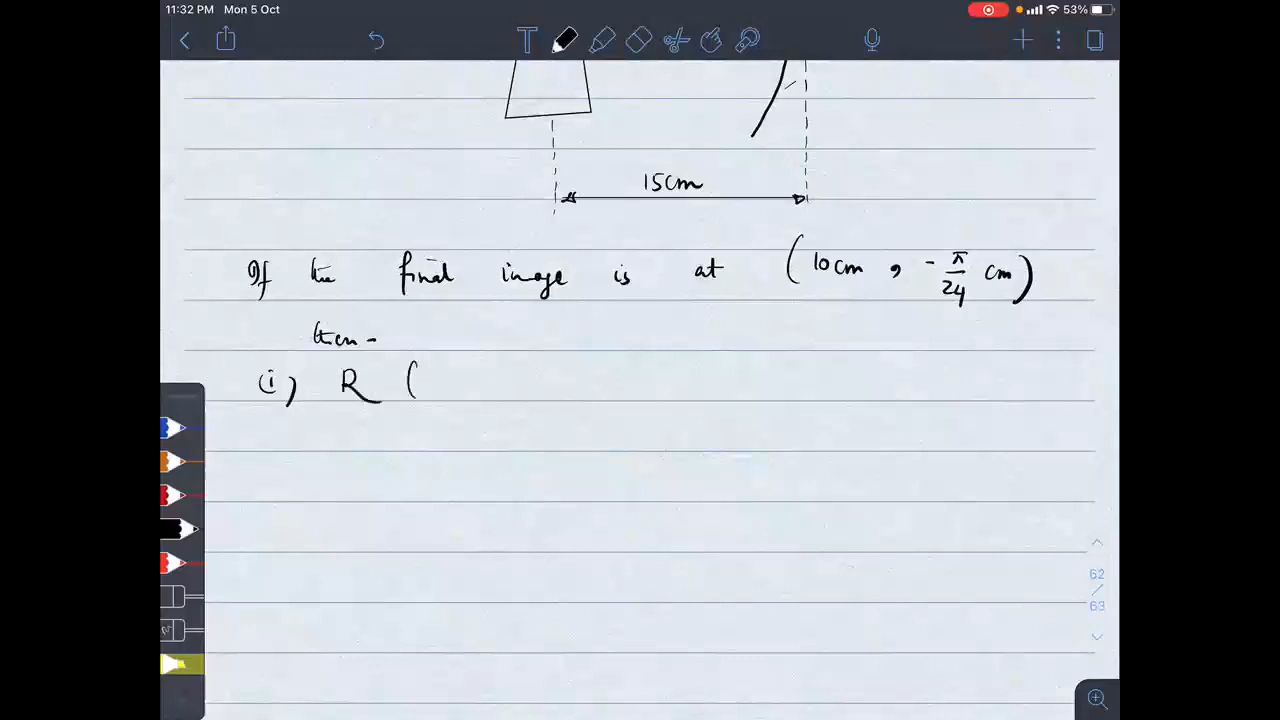 11:32 PM Mon 5 Oct 53%
T
15cm
If the final image is at (10cm, -π/24 cm)
then -
(i) R (
62
/
63